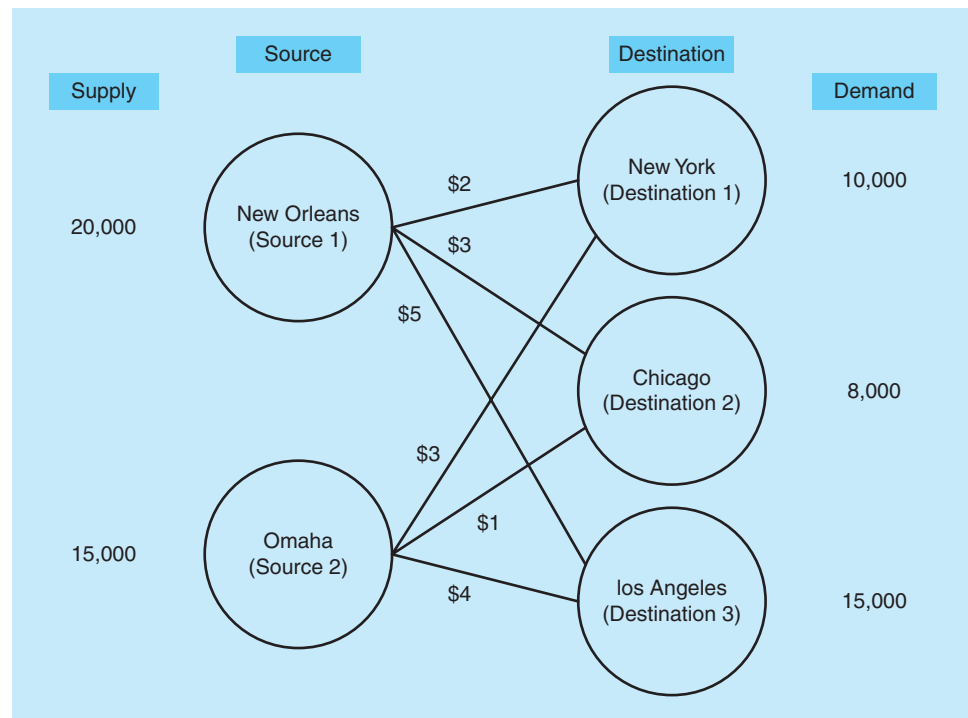 Source
Destination
Supply
Demand
New York
(Destination 1)
10,000
$2
New Orleans
(Source 1)
20,000
$3
$5
Chicago
(Destination 2)
8,000
$3
$1
Omaha
(Source 2)
15,000
$4
los Angeles
(Destination 3)
15,000